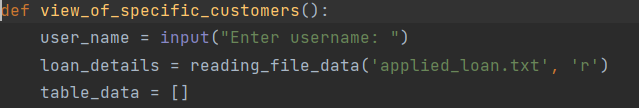 def view_of_specific_customers():
    user_name = input("Enter username: ")
    loan_details = reading_file_data('applied_loan.txt', 'r')
    table_data = []